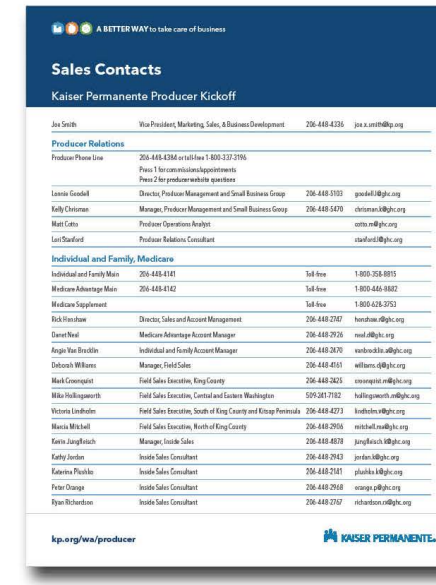 A BETTER WAY to take care of business
Sales Contacts
Kaiser Permanente Producer Kickoff
Joe Smith Vice President, Marketing, Sales, & Business Development 206-448-4336 joe.x.smith@kp.org
Producer Relations
Producer Phone Line 206-448-4384 or toll-free 1-800-337-3196
Press 1 for commissions/appointments
Press 2 for producer website questions
Lonnie Goodell Director, Producer Management and Small Business Group 206-448-5103 goodell.l@ghc.org
Kelly Chrisman Manager, Producer Management and Small Business Group 206-448-5470 chrisman.k@ghc.org
Matt Cotto Producer Operations Analyst cotto.m@ghc.org
Lori Stanford Producer Relations Consultant stanford.l@ghc.org
Individual and Family, Medicare
Individual and Family Main 206-448-4141 Toll-free 1-800-358-8815
Medicare Advantage Main 206-448-4142 Toll-free 1-800-446-8882
Medicare Supplement Toll-free 1-800-628-3753
Rick Henshaw Director, Sales and Account Management 206-448-2747 henshaw.r@ghc.org
Danet Neal Medicare Advantage Account Manager 206-448-2926 neal.d@ghc.org
Angie Van Brocklin Individual and Family Account Manager 206-448-2470 vanbrocklin.a@ghc.org
Deborah Williams Manager, Field Sales 206-448-4161 williams.dj@ghc.org
Mark Croonquist Field Sales Executive, King County 206-448-2425 croonquist.m@ghc.org
Mike Hollingsworth Field Sales Executive, Central and Eastern Washington 509-241-7182 hollingsworth.m@ghc.org
Victoria Lindholm Field Sales Executive, South of King County and Kitsap Peninsula 206-448-4273 lindholm.v@ghc.org
Marcia Mitchell Field Sales Executive, North of King County 206-448-2906 mitchell.ma@ghc.org
Kevin Jungfleisch Manager, Inside Sales 206-448-4878 jungfleisch.k@ghc.org
Kathy Jordan Inside Sales Consultant 206-448-2943 jordan.k@ghc.org
Katerina Plushko Inside Sales Consultant 206-448-2181 plushko.k@ghc.org
Peter Orange Inside Sales Consultant 206-448-2968 orange.p@ghc.org
Ryan Richardson Inside Sales Consultant 206-448-2767 richardson.rx@ghc.org
kp.org/wa/producer KAISER PERMANENTE®